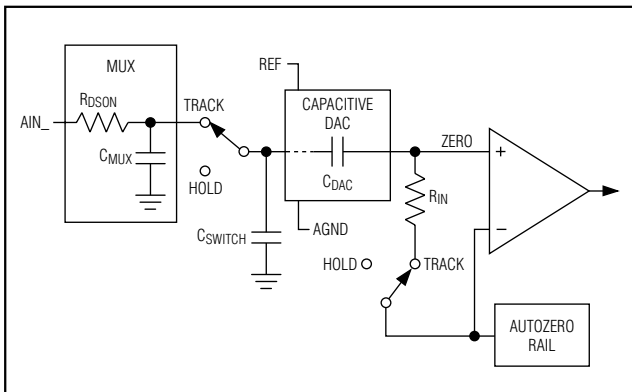 MUX
RDSON
AIN_
CMUX
TRACK
HOLD
CSWITCH
REF
CAPACITIVE
DAC
CDAC
AGND
ZERO
+
−
RIN
HOLD
TRACK
AUTOZERO
RAIL